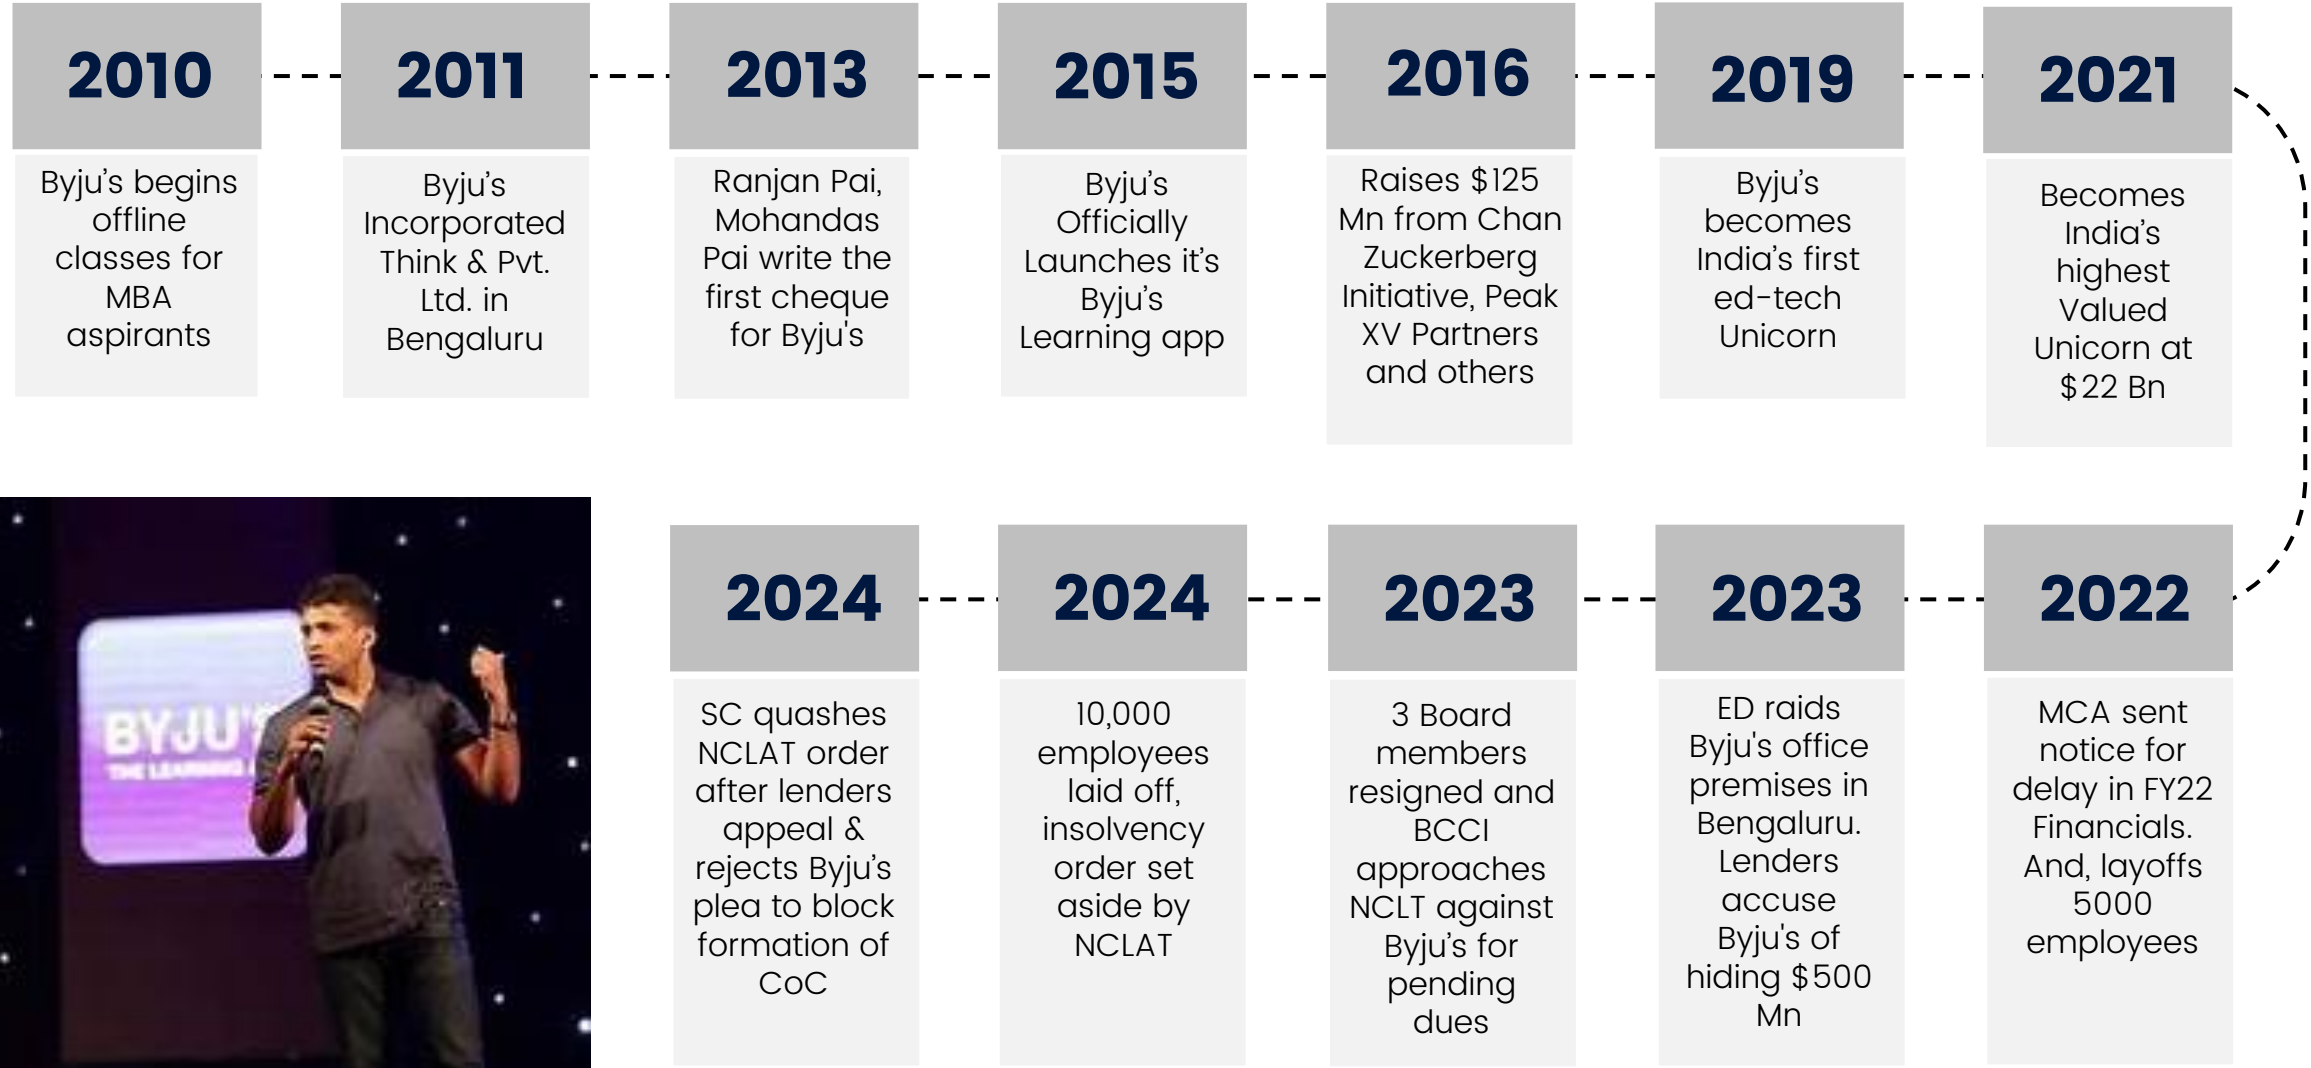 2010
Byju's begins
offline
classes for
MBA
aspirants
2011
Byju's
Incorporated
Think & Pvt.
Ltd. in
Bengaluru
2013
Ranjan Pai,
Mohandas
Pai write the
first cheque
for Byju's
2015
Byju's
Officially
Launches it's
Byju's
Learning app
2016
Raises $125
Mn from Chan
Zuckerberg
Initiative, Peak
XV Partners
and others
2019
Byju's
becomes
India's first
ed-tech
Unicorn
2021
Becomes
India's
highest
Valued
Unicorn at
$22 Bn
2022
MCA sent
notice for
delay in FY22
Financials.
And, layoffs
5000
employees
2023
ED raids
Byju's office
premises in
Bengaluru.
Lenders
accuse
Byju's of
hiding $500
Mn
2023
3 Board
members
resigned and
BCCI
approaches
NCLT against
Byju's for
pending
dues
2024
10,000
employees
laid off,
insolvency
order set
aside by
NCLAT
2024
SC quashes
NCLAT order
after lenders
appeal &
rejects Byju's
plea to block
formation of
CoC
BYJU'S
THE LEARNING